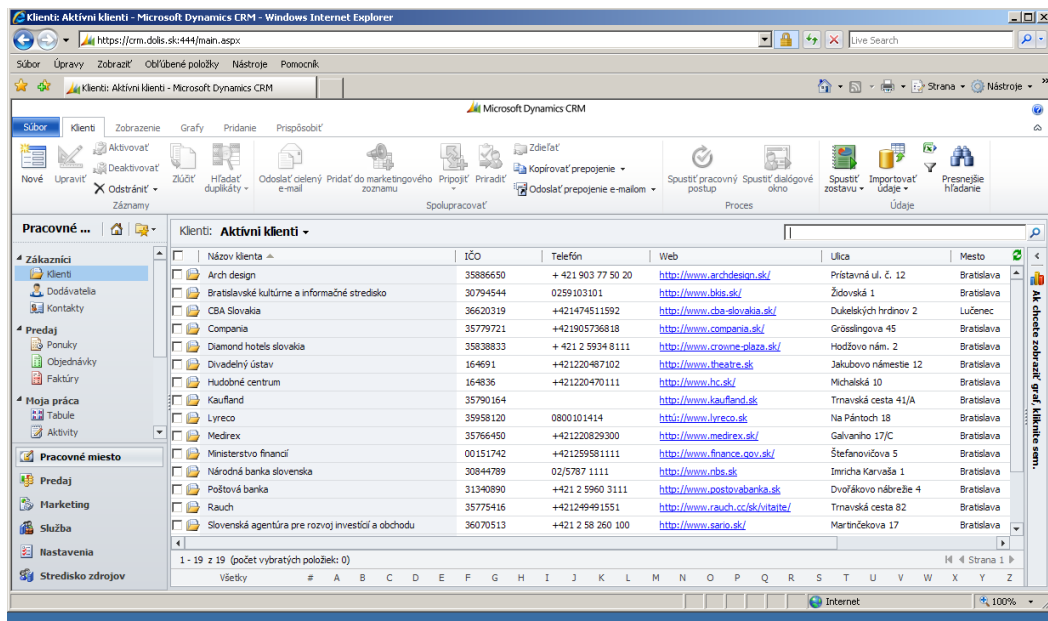 Klienti: Aktívni klienti - Microsoft Dynamics CRM - Windows Internet Explorer
https://crm.dolis.sk:444/main.aspx Live Search
Súbor Úpravy Zobraziť Obľúbené položky Nástroje Pomocník
Klienti: Aktívni klienti - Microsoft Dynamics CRM Strana Nástroje
Microsoft Dynamics CRM
Súbor Klienti Zobrazenie Grafy Pridanie Prispôsobiť
Nové Upraviť Aktivovať Deaktivovať Odstrániť
Záznamy
Zlúčiť Hľadať duplikáty Odoslať cielený e-mail Pridať do marketingového zoznamu Pripojiť Priradiť Zdieľať Kopírovať prepojenie Odoslať prepojenie e-mailom
Spolupracovať
Spustiť pracovný postup Spustiť dialógové okno
Proces
Spustiť zostavu Importovať údaje Presnejšie hľadanie
Údaje
Pracovné ...
Zákazníci
Klienti
Dodávatelia
Kontakty
Predaj
Ponuky
Objednávky
Faktúry
Moja práca
Tabule
Aktivity
Pracovné miesto
Predaj
Marketing
Služba
Nastavenia
Stredisko zdrojov
Klienti: Aktívni klienti
Názov klienta IČO Telefón Web Ulica Mesto
Arch design 35886650 + 421 903 77 50 20 http://www.archdesign.sk/ Prístavná ul. č. 12 Bratislava
Bratislavské kultúrne a informačné stredisko 30794544 0259103101 http://www.bkis.sk/ Židovská 1 Bratislava
CBA Slovakia 36620319 +421474511592 http://www.cba-slovakia.sk/ Dukelských hrdinov 2 Lučenec
Compania 35779721 +421905736818 http://www.compania.sk/ Grösslingova 45 Bratislava
Diamond hotels slovakia 35838833 + 421 2 5934 8111 http://www.crowne-plaza.sk/ Hodžovo nám. 2 Bratislava
Divadelný ústav 164691 +421220487102 http://www.theatre.sk Jakubovo námestie 12 Bratislava
Hudobné centrum 164836 +421220470111 http://www.hc.sk/ Michalská 10 Bratislava
Kaufland 35790164 http://www.kaufland.sk Trnavská cesta 41/A Bratislava
Lyreco 35958120 0800101414 httú://www.lyreco.sk Na Pántoch 18 Bratislava
Medirex 35766450 +421220829300 http://www.medirex.sk/ Galvaniho 17/C Bratislava
Ministerstvo financií 00151742 +421259581111 http://www.finance.gov.sk/ Štefanovičova 5 Bratislava
Národná banka slovenska 30844789 02/5787 1111 http://www.nbs.sk Imricha Karvaša 1 Bratislava
Poštová banka 31340890 +421 2 5960 3111 http://www.postovabanka.sk Dvořákovo nábrežie 4 Bratislava
Rauch 35775416 +421249491551 http://www.rauch.cc/sk/vitajte/ Trnavská cesta 82 Bratislava
Slovenská agentúra pre rozvoj investícií a obchodu 36070513 +421 2 58 260 100 http://www.sario.sk/ Martinčekova 17 Bratislava
1 - 19 z 19 (počet vybratých položiek: 0) Strana 1
Všetky # A B C D E F G H I J K L M N O P Q R S T U V W X Y Z
Ak chcete zobraziť graf, kliknite sem.
Internet 100%